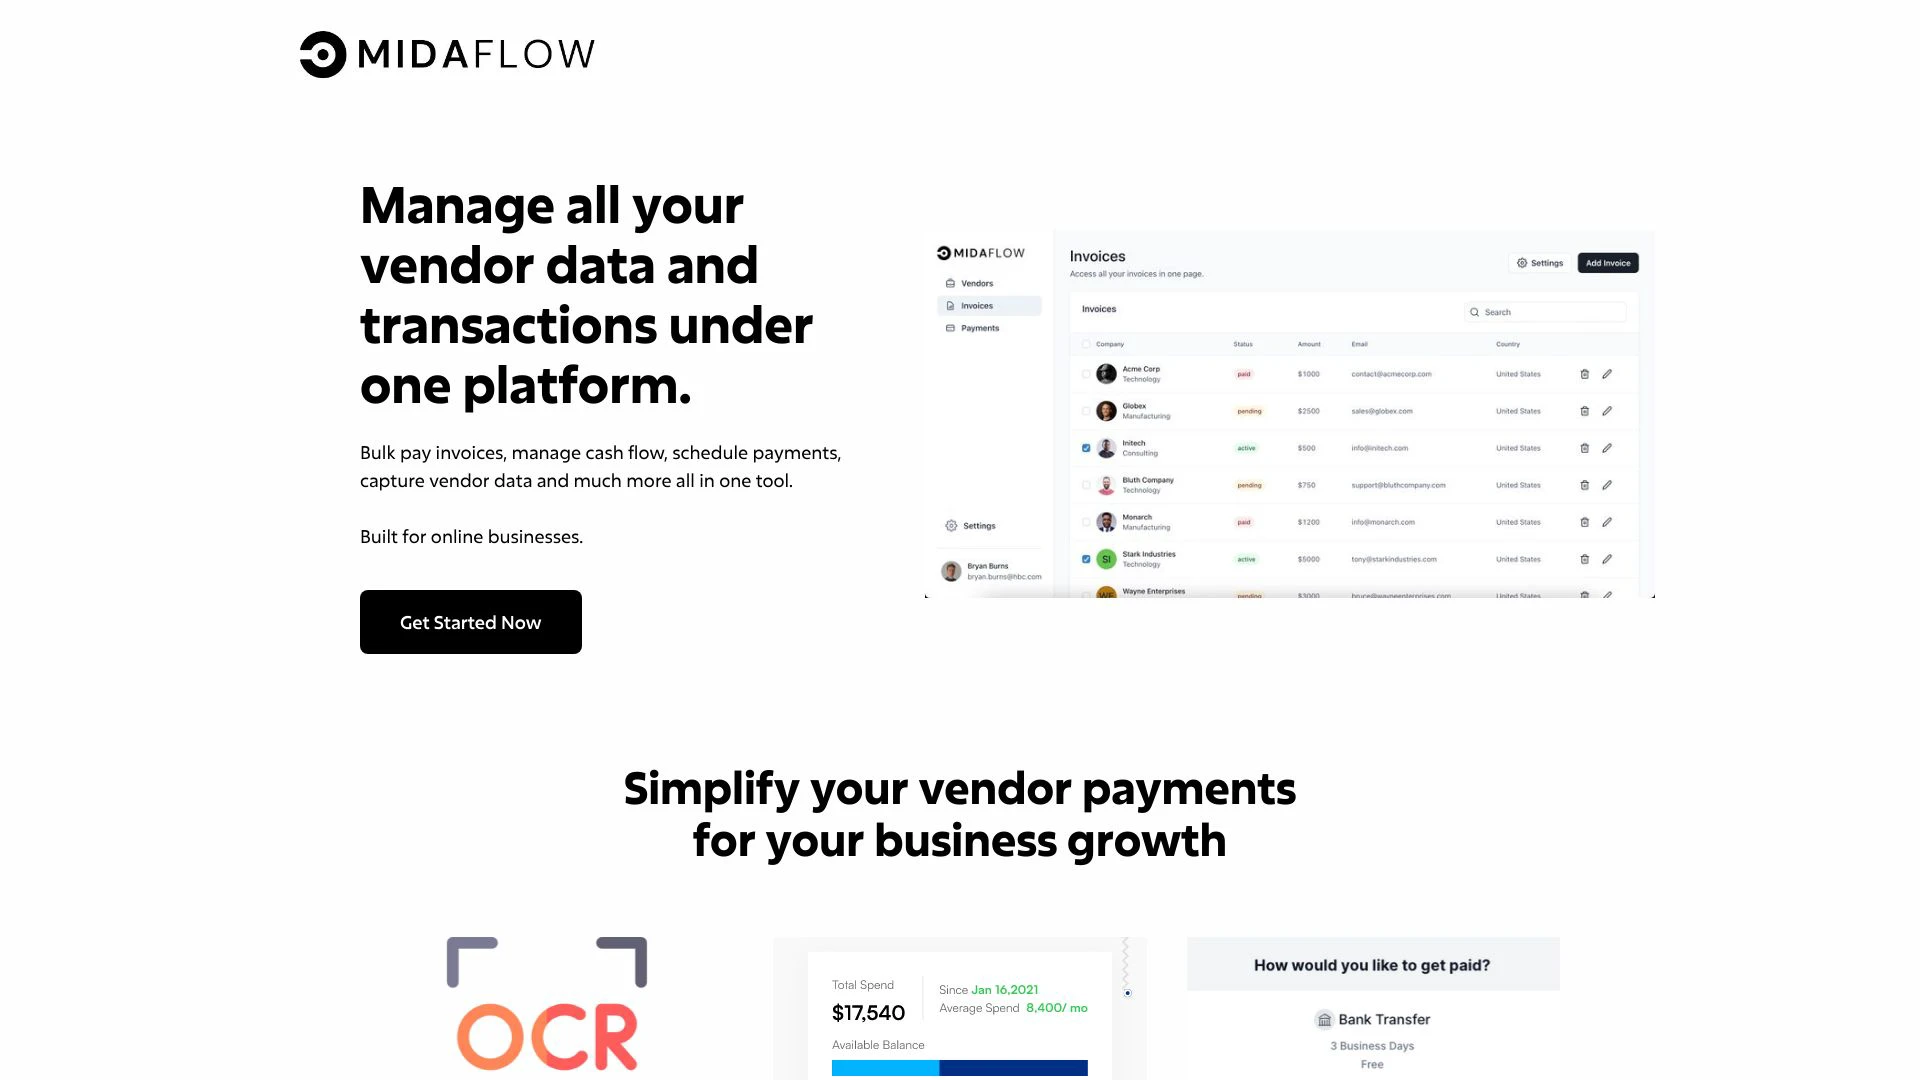 MIDAFLOW
Manage all your
vendor data and
transactions under
one platform.
Bulk pay invoices, manage cash flow, schedule payments,
capture vendor data and much more all in one tool.
Built for online businesses.
Get Started Now
MIDAFLOW
Vendors
Invoices
Payments
Settings
Bryan Burns
bryan.burns@hbc.com
Invoices
Access all your invoices in one page.
Settings
Add Invoice
Invoices
Search
Company Status Amount Email Country
Acme Corp
Technology
paid $1000 contact@acmecorp.com United States
Globex
Manufacturing
pending $2500 sales@globex.com United States
Initech
Consulting
active $500 info@initech.com United States
Bluth Company
Technology
pending $750 support@bluthcompany.com United States
Monarch
Manufacturing
paid $1200 info@monarch.com United States
SI
Stark Industries
Technology
active $5000 tony@starkindustries.com United States
WE
Wayne Enterprises
pending $3000 bruce@wayneenterprises.com United States
Simplify your vendor payments
for your business growth
OCR
Total Spend
$17,540
Since Jan 16,2021
Average Spend 8,400/ mo
Available Balance
How would you like to get paid?
Bank Transfer
3 Business Days
Free